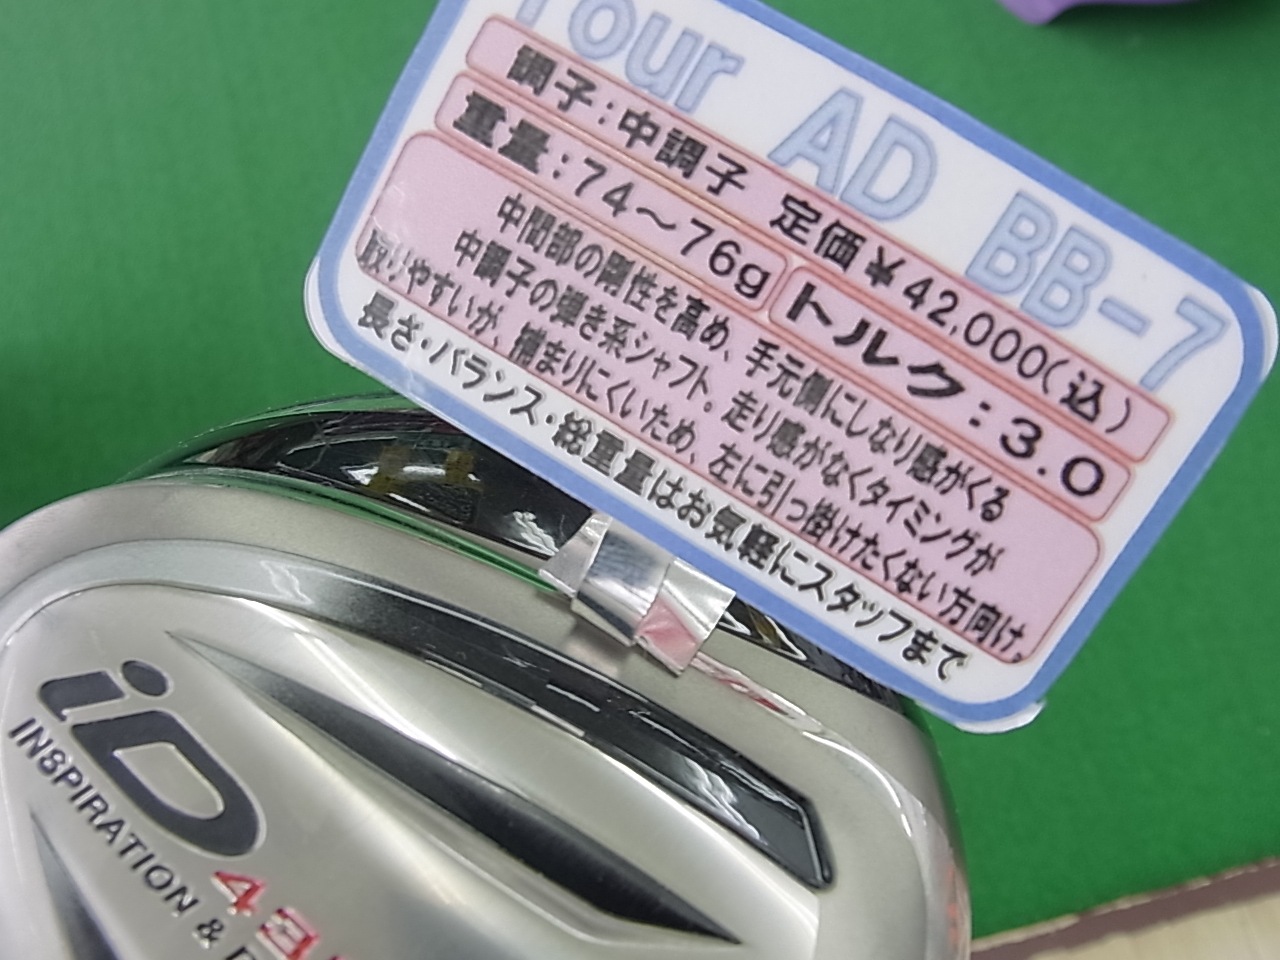 Tour AD BB-7
調子:中調子 定価¥42,000(込)
重量:74～76g トルク:3.0
中間部の剛性を高め、手元側にしなり感がくる
中調子の弾き系シャフト。走り感がなくタイミングが
取りやすいが、捕まりにくいため、左に引っ掛けたくない方向け。
長さ・バランス・総重量はお気軽にスタッフまで
iD
INSPIRATION &